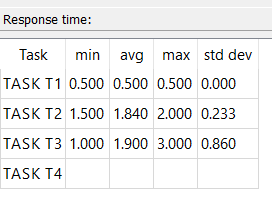 Response time:
Task min avg max std dev
TASK T1 0.500 0.500 0.500 0.000
TASK T2 1.500 1.840 2.000 0.233
TASK T3 1.000 1.900 3.000 0.860
TASK T4